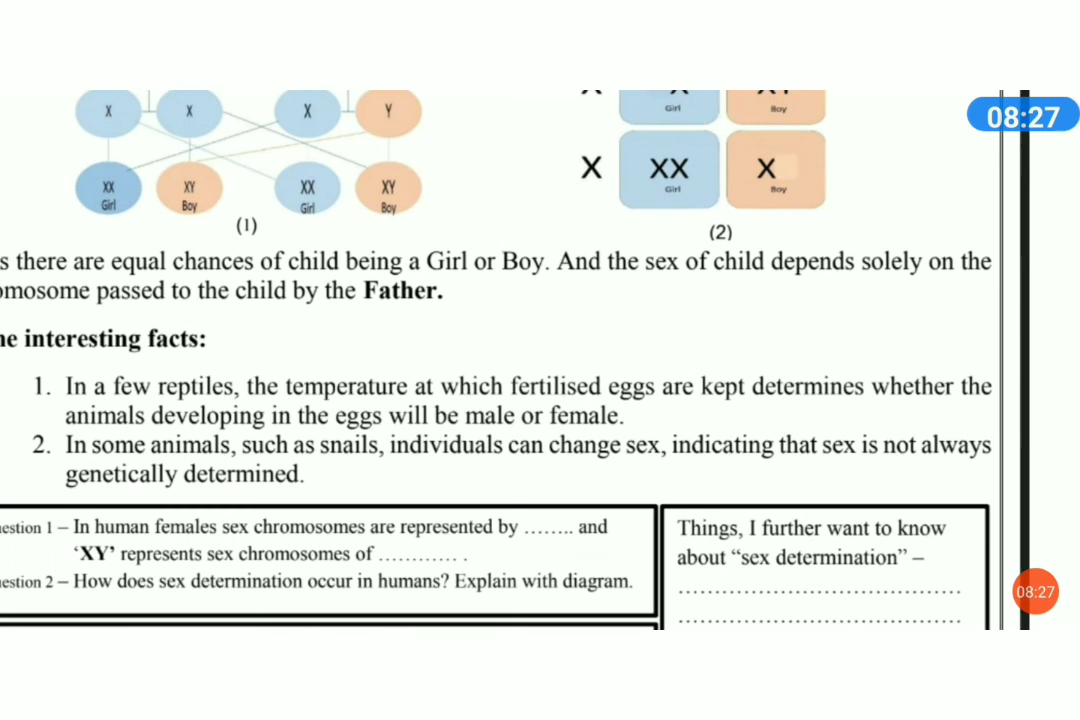 X X X Y
XX XY XX XY
Girl Boy Girl Boy
(1)
Girl Boy
X XX X
Girl Boy
(2)
08:27
s there are equal chances of child being a Girl or Boy. And the sex of child depends solely on the
omosome passed to the child by the Father.
ne interesting facts:
1. In a few reptiles, the temperature at which fertilised eggs are kept determines whether the
animals developing in the eggs will be male or female.
2. In some animals, such as snails, individuals can change sex, indicating that sex is not always
genetically determined.
estion 1 – In human females sex chromosomes are represented by ........ and
‘XY’ represents sex chromosomes of ............ .
estion 2 – How does sex determination occur in humans? Explain with diagram.
Things, I further want to know
about “sex determination” –
08:27